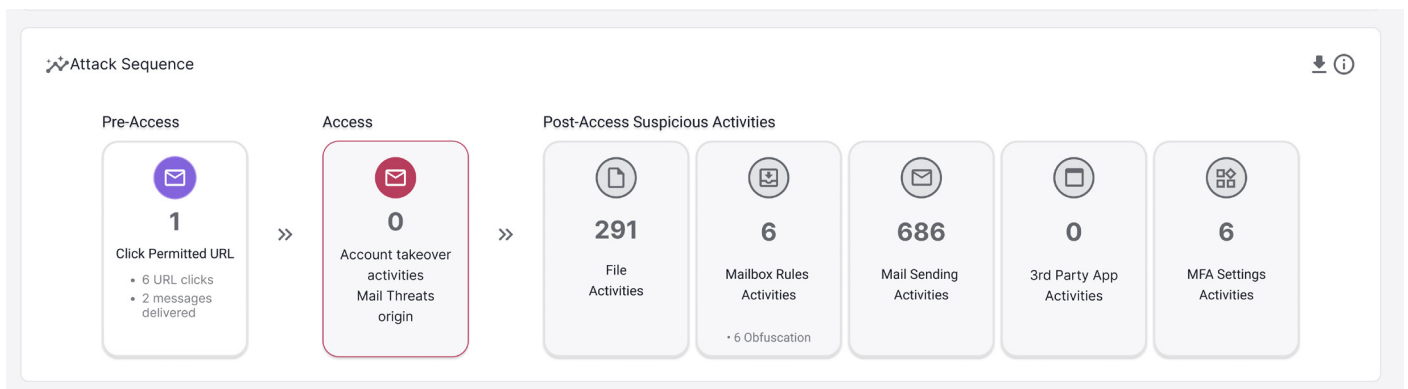 Attack Sequence
Pre-Access
Access
Post-Access Suspicious Activities
1
Click Permitted URL
• 6 URL clicks
• 2 messages
delivered
0
Account takeover
activities
Mail Threats
origin
291
File
Activities
6
Mailbox Rules
Activities
• 6 Obfuscation
686
Mail Sending
Activities
0
3rd Party App
Activities
6
MFA Settings
Activities